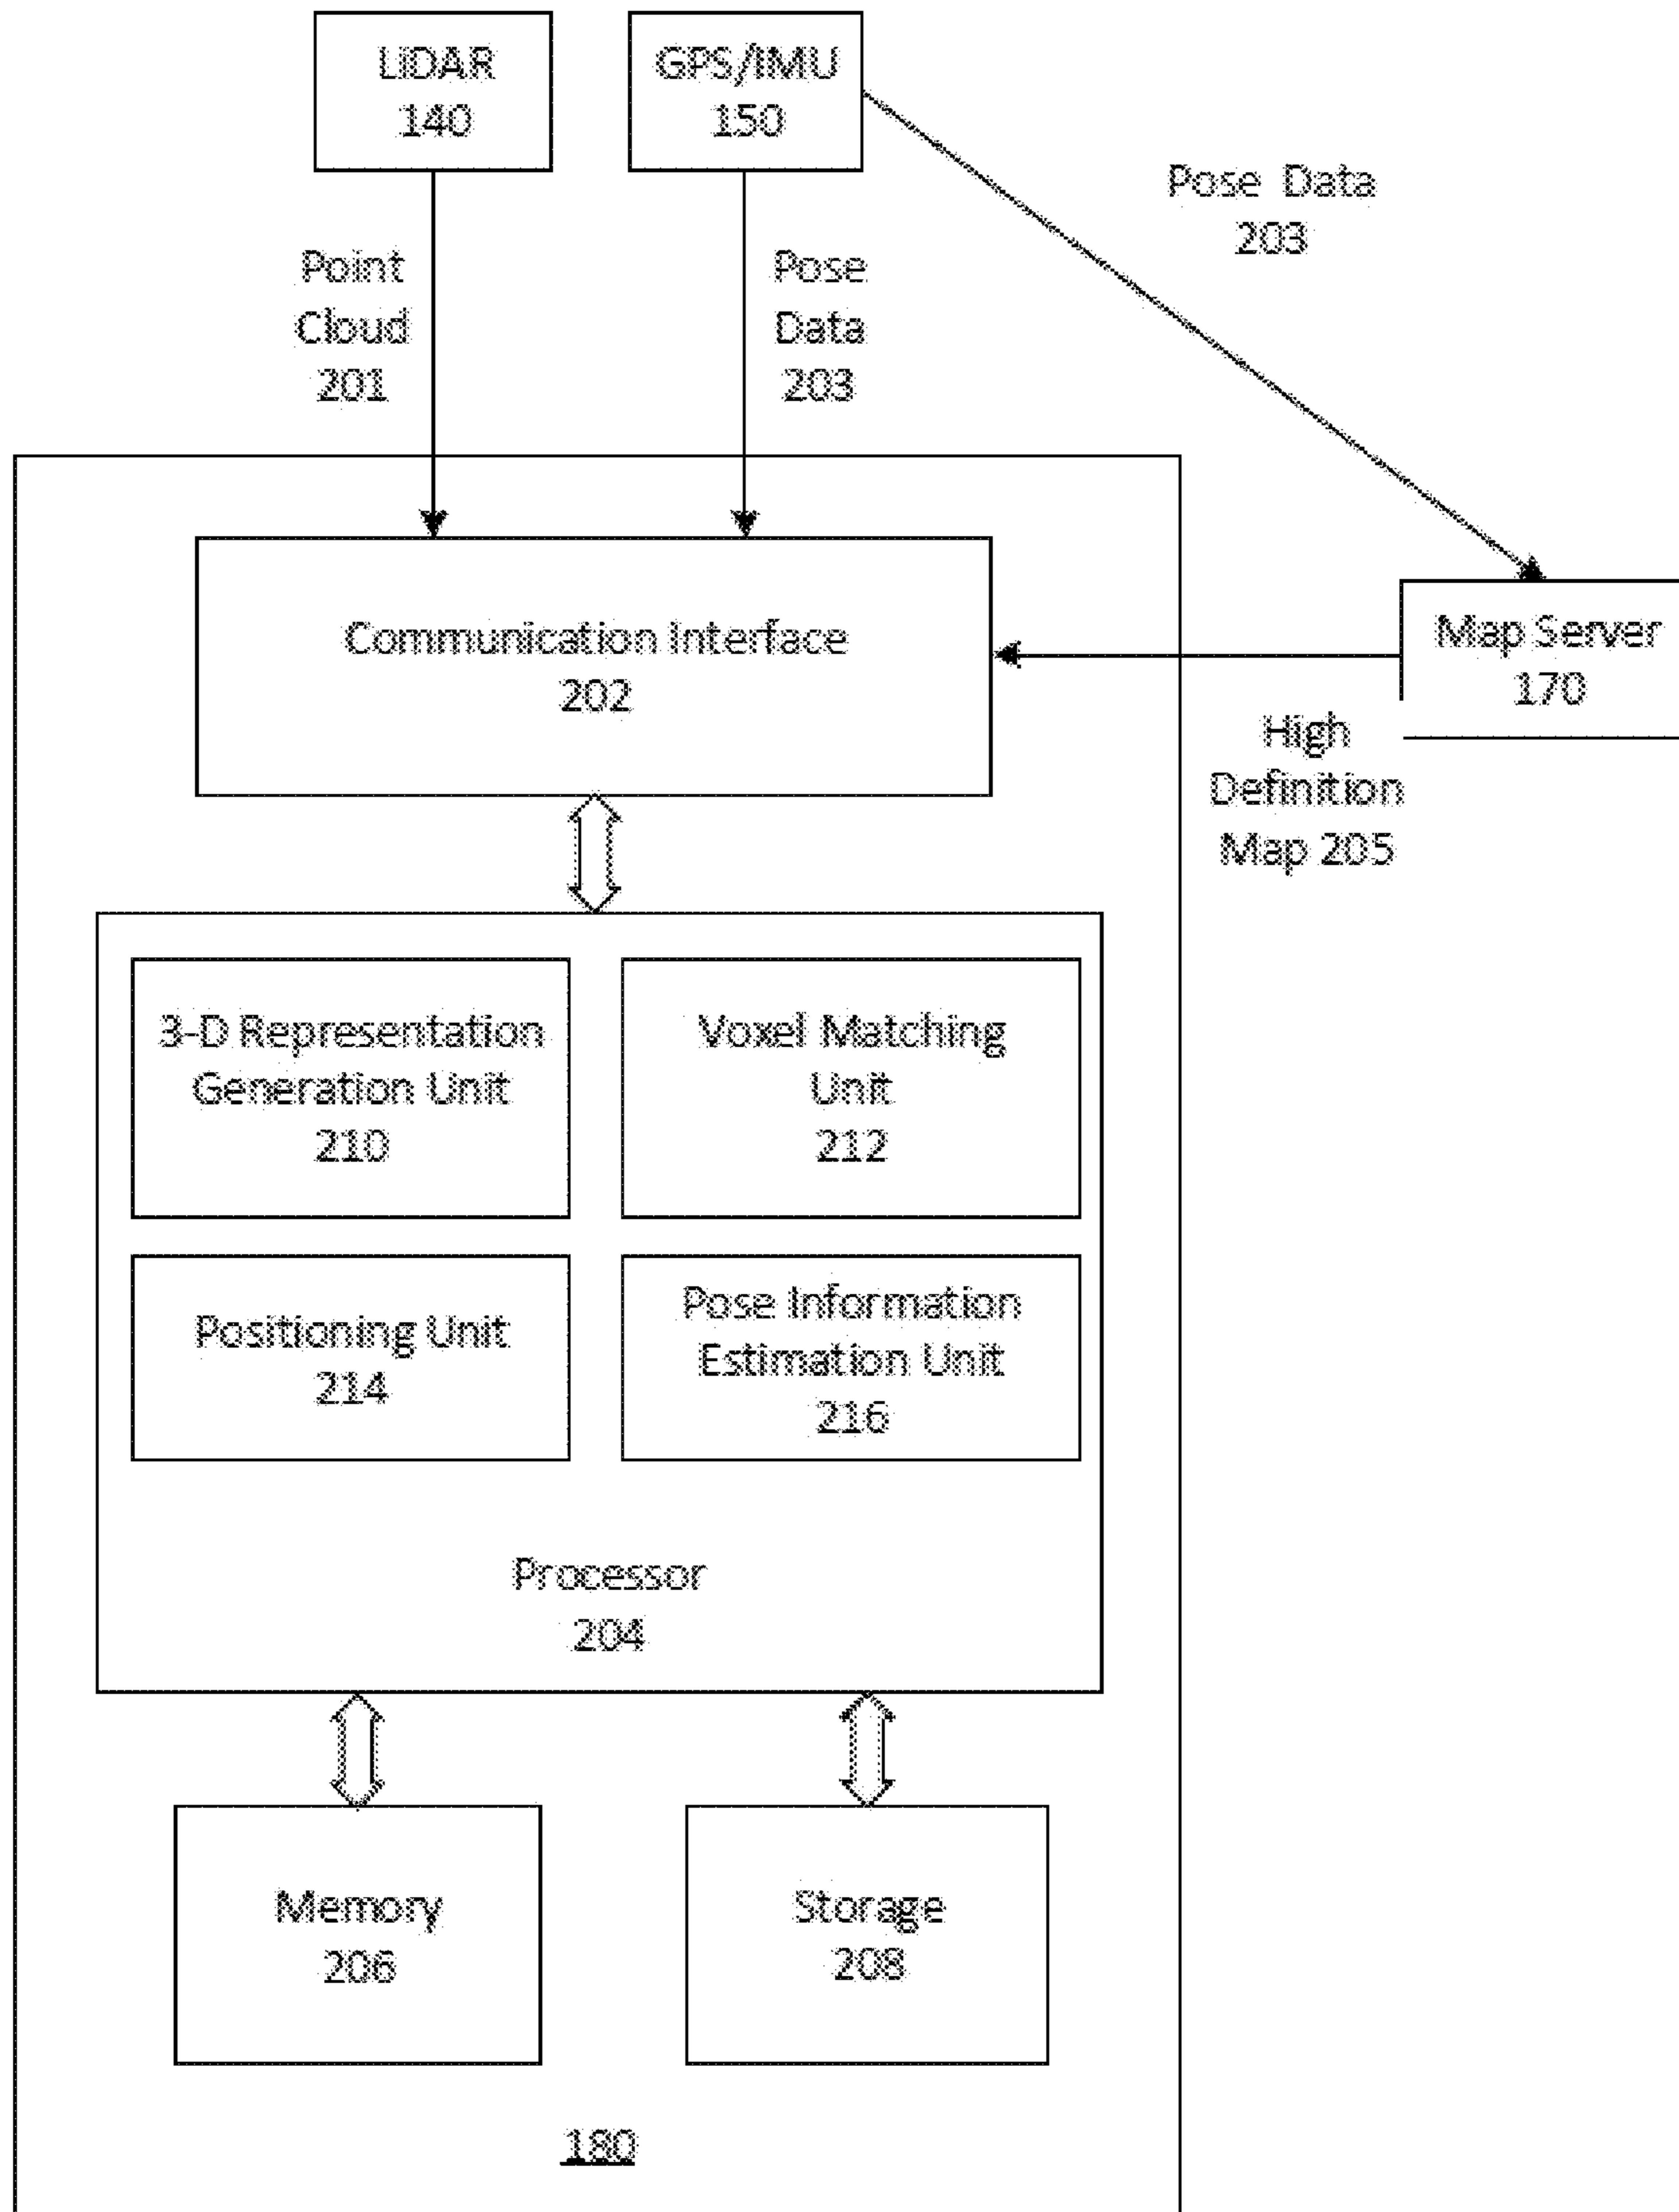 LiDAR
140
GPS/IMU
150
Pose Data
203
Point
Cloud
201
Pose
Data
203
Communication Interface
202
Map Server
170
High
Definition
Map 205
3-D Representation
Generation Unit
210
Voxel Matching
Unit
212
Positioning Unit
214
Pose Information
Estimation Unit
216
Processor
204
Memory
206
Storage
208
180